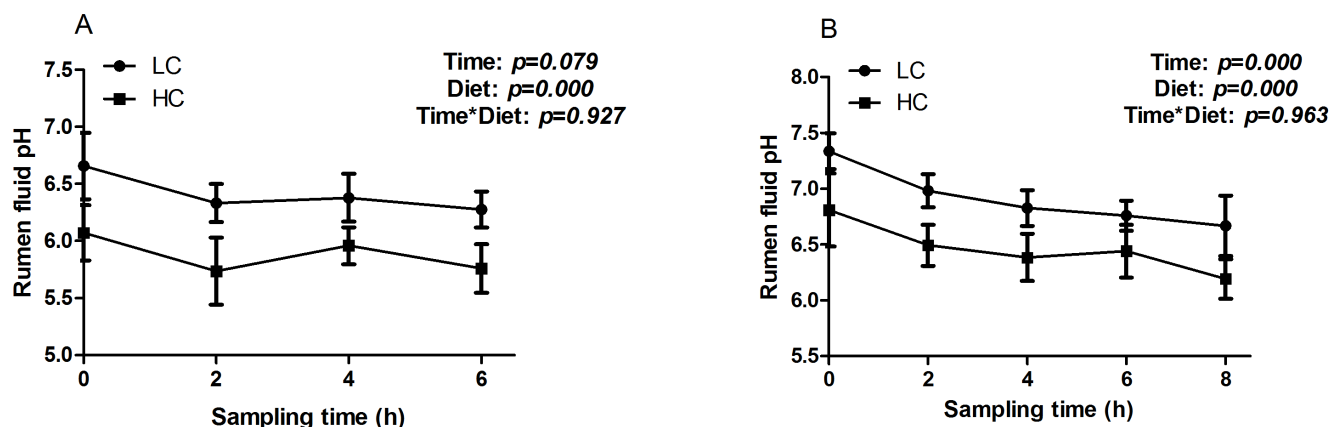 A
Time: p=0.079
Diet: p=0.000
Time*Diet: p=0.927
LC
HC
Rumen fluid pH
7.5
7.0
6.5
6.0
5.5
5.0
0 2 4 6
Sampling time (h)
B
Time: p=0.000
Diet: p=0.000
Time*Diet: p=0.963
LC
HC
Rumen fluid pH
8.0
7.5
7.0
6.5
6.0
5.5
0 2 4 6 8
Sampling time (h)